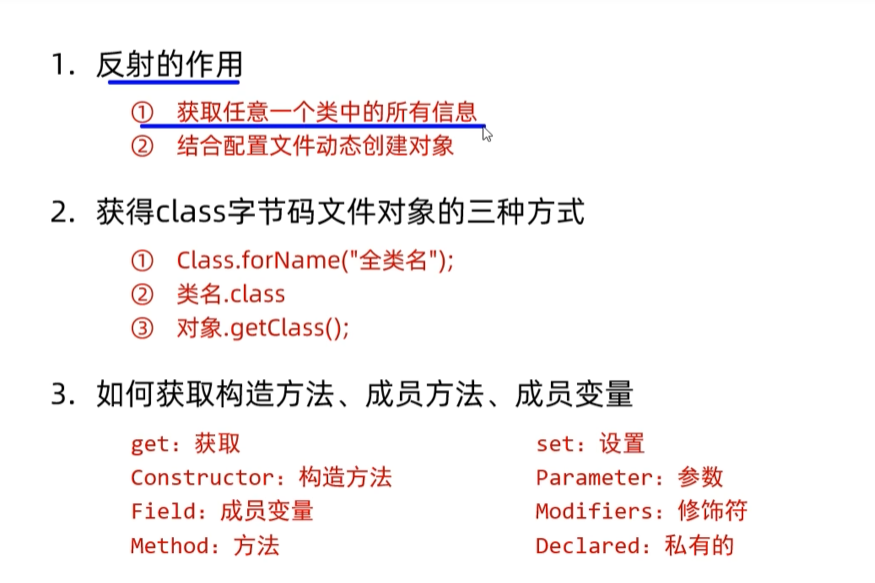 1. 反射的作用
① 获取任意一个类中的所有信息
② 结合配置文件动态创建对象
2. 获得class字节码文件对象的三种方式
① Class.forName("全类名");
② 类名.class
③ 对象.getClass();
3. 如何获取构造方法、成员方法、成员变量
get：获取 set：设置
Constructor：构造方法 Parameter：参数
Field：成员变量 Modifiers：修饰符
Method：方法 Declared：私有的